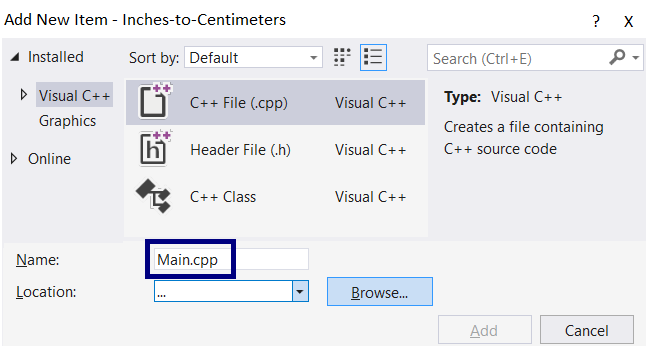 Add New Item - Inches-to-Centimeters ? X
Installed
Sort by: Default
Search (Ctrl+E)
Visual C++
Graphics
Online
++ C++ File (.cpp) Visual C++
++ h Header File (.h) Visual C++
C++ Class Visual C++
Type: Visual C++
Creates a file containing
C++ source code
Name: Main.cpp
Location: ... Browse...
Add Cancel